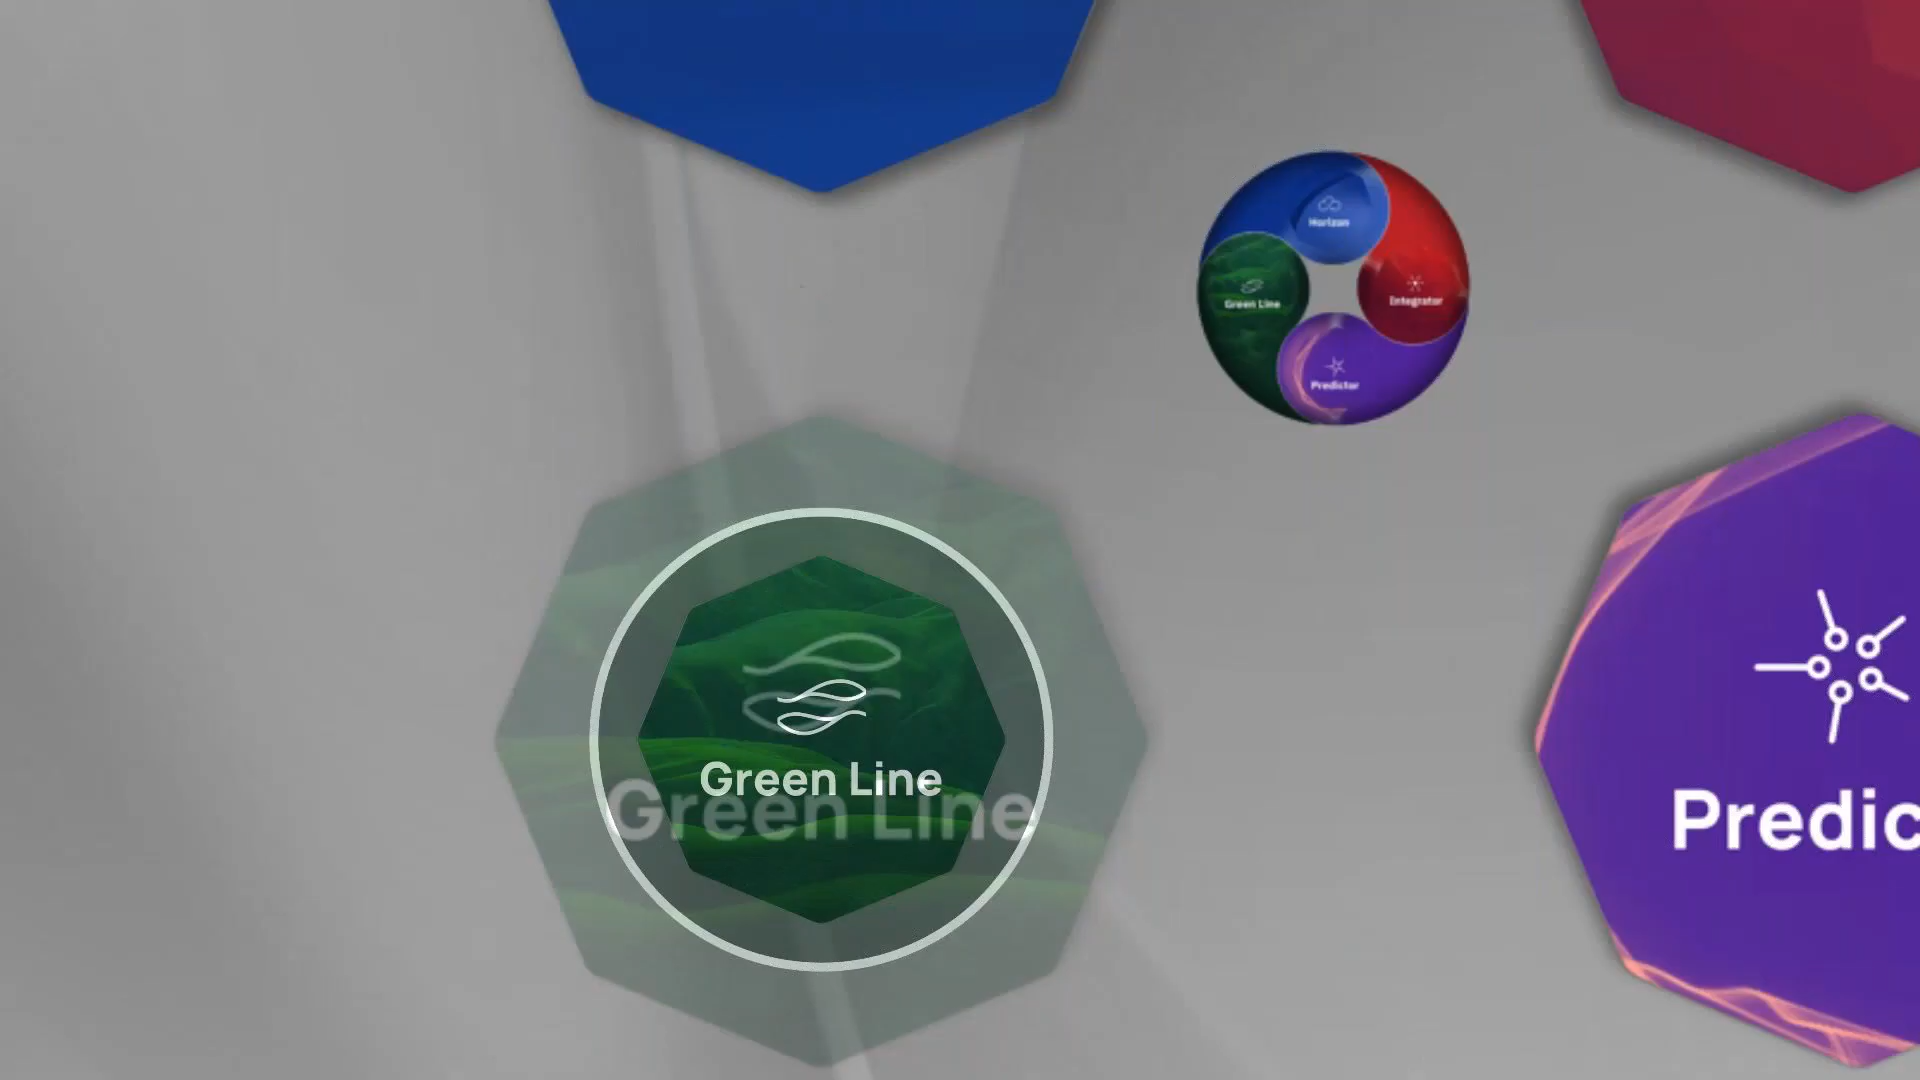 Horizon
Green Line
Integrator
Predictor
Green Line
Green Line
Predic